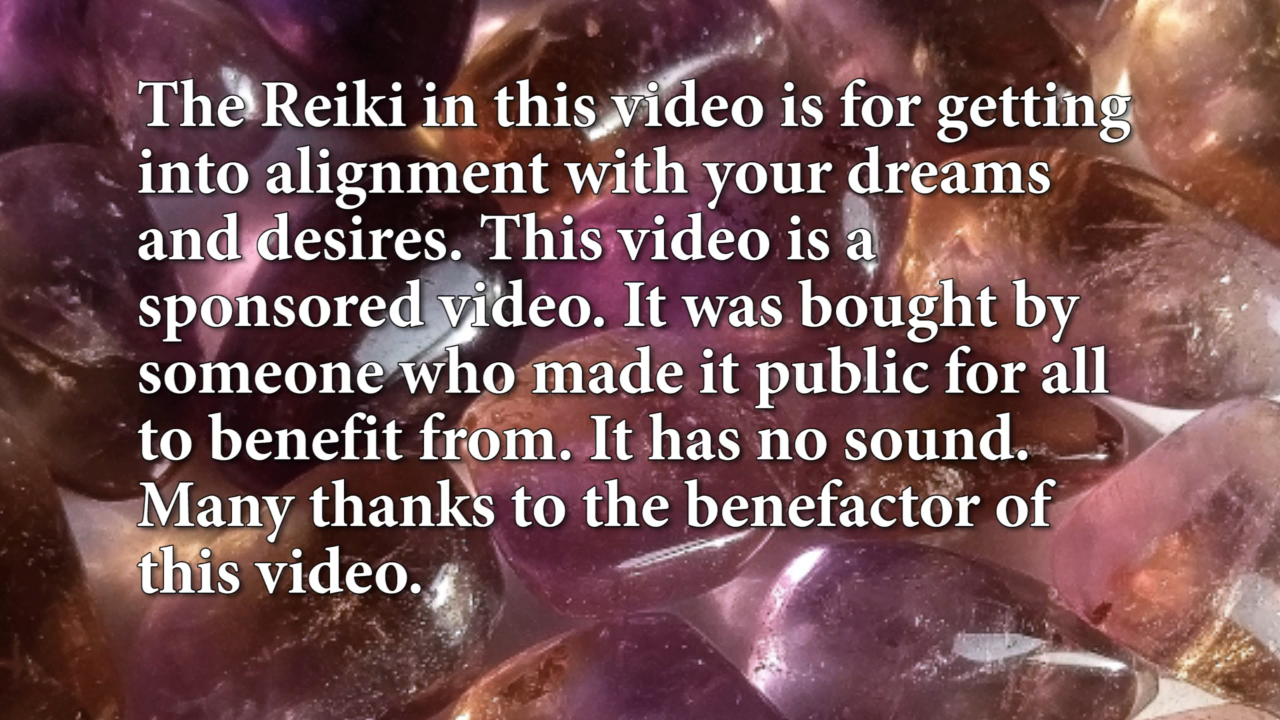 The Reiki in this video is for getting
into alignment with your dreams
and desires. This video is a
sponsored video. It was bought by
someone who made it public for all
to benefit from. It has no sound.
Many thanks to the benefactor of
this video.